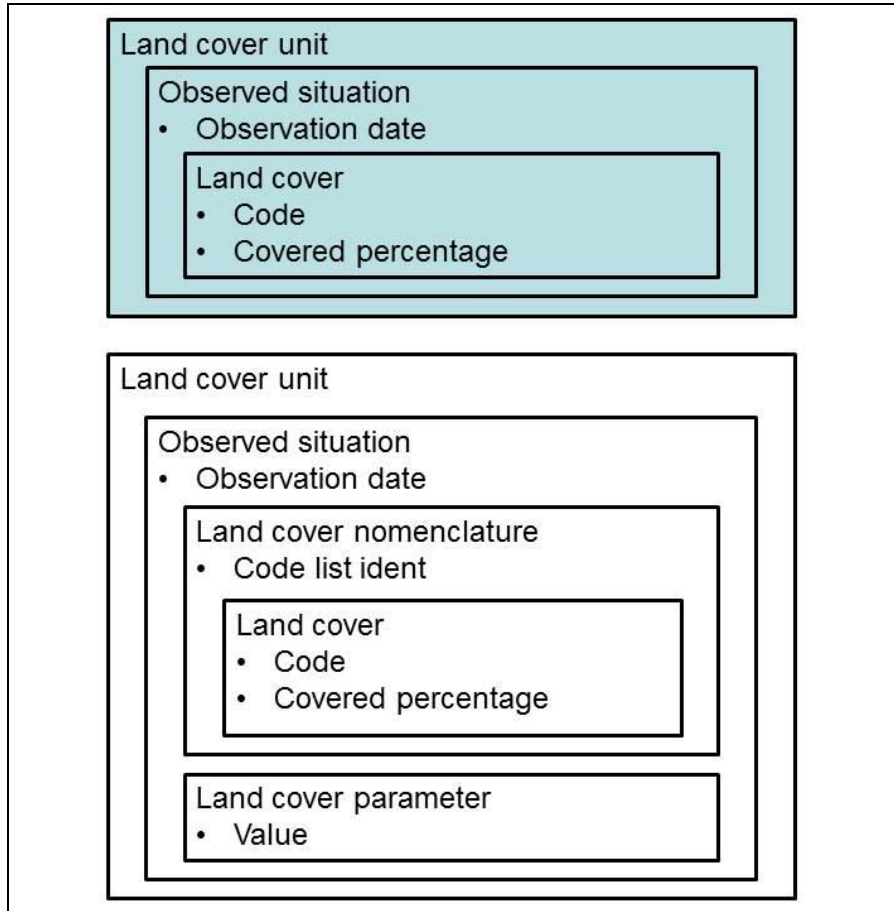 Land cover unit
Observed situation
• Observation date
Land cover
• Code
• Covered percentage
Land cover unit
Observed situation
• Observation date
Land cover nomenclature
• Code list ident
Land cover
• Code
• Covered percentage
Land cover parameter
• Value